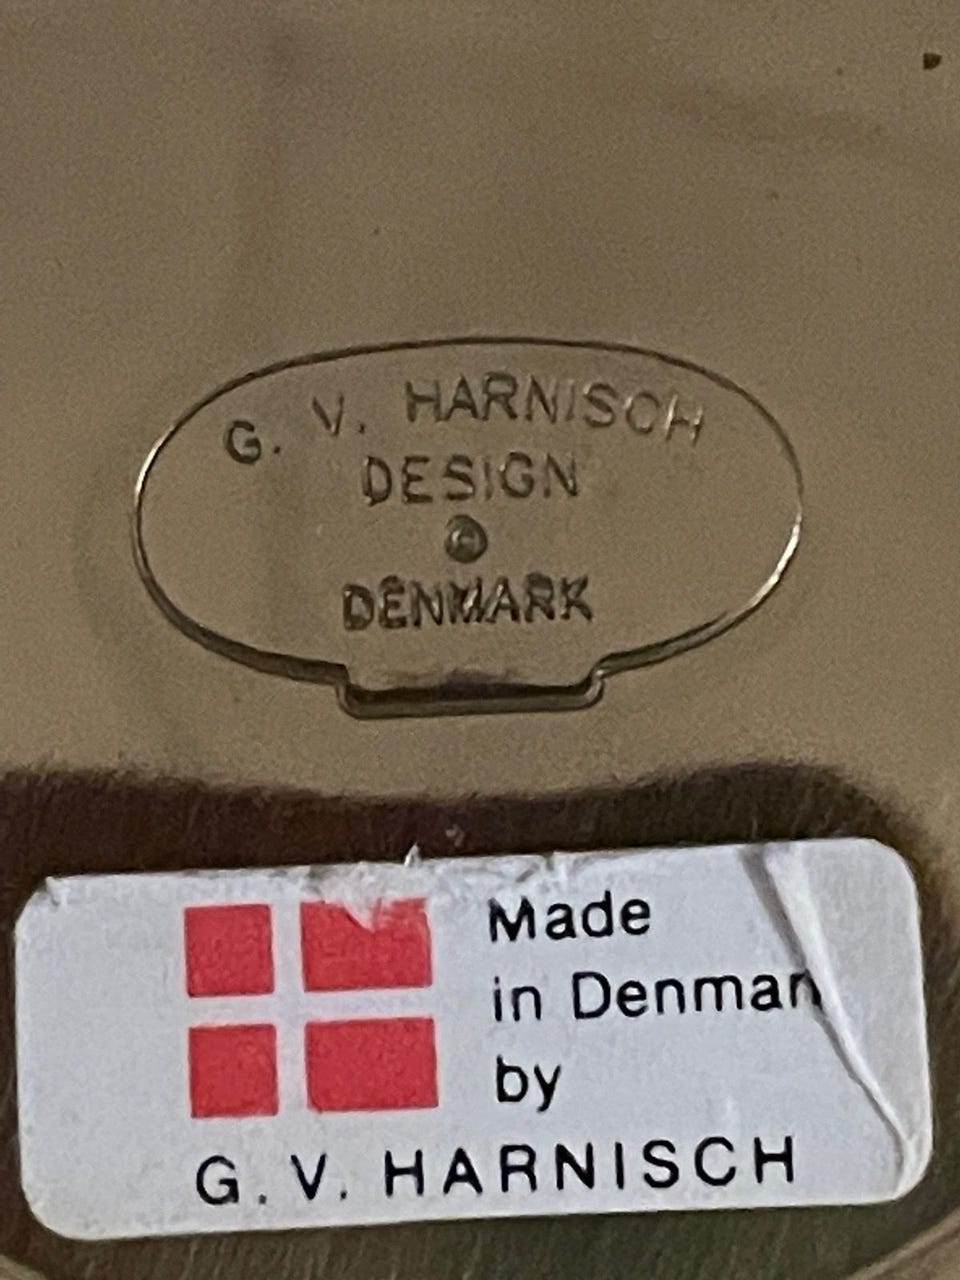 G. V. HARNISCH
DESIGN
©
DENMARK
Made
in Denmar
by
G. V. HARNISCH